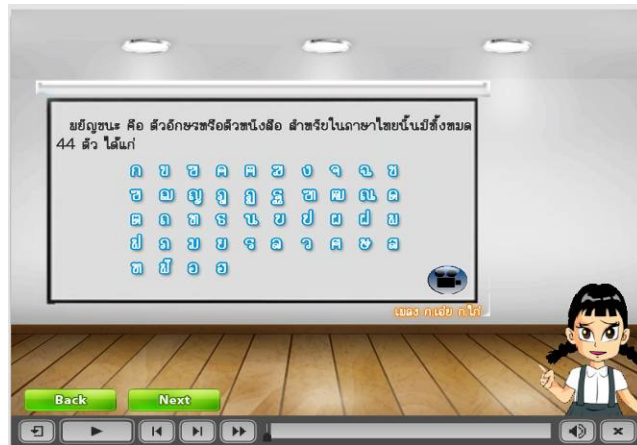 พยัญชนะ คือ ตัวอักษรหรือตัวหนังสือ สำหรับในภาษาไทยนั้นมีทั้งหมด
44 ตัว ได้แก่
ก ข ฃ ค ฅ ฆ ง จ ฉ ช
ซ ฌ ญ ฎ ฏ ฐ ฑ ฒ ณ ด
ต ถ ท ธ น บ ป ผ ฝ พ
ฟ ภ ม ย ร ล ว ศ ษ ส
ห ฬ อ ฮ
เพลง ก.เอ๋ย ก.ไก่
Back Next